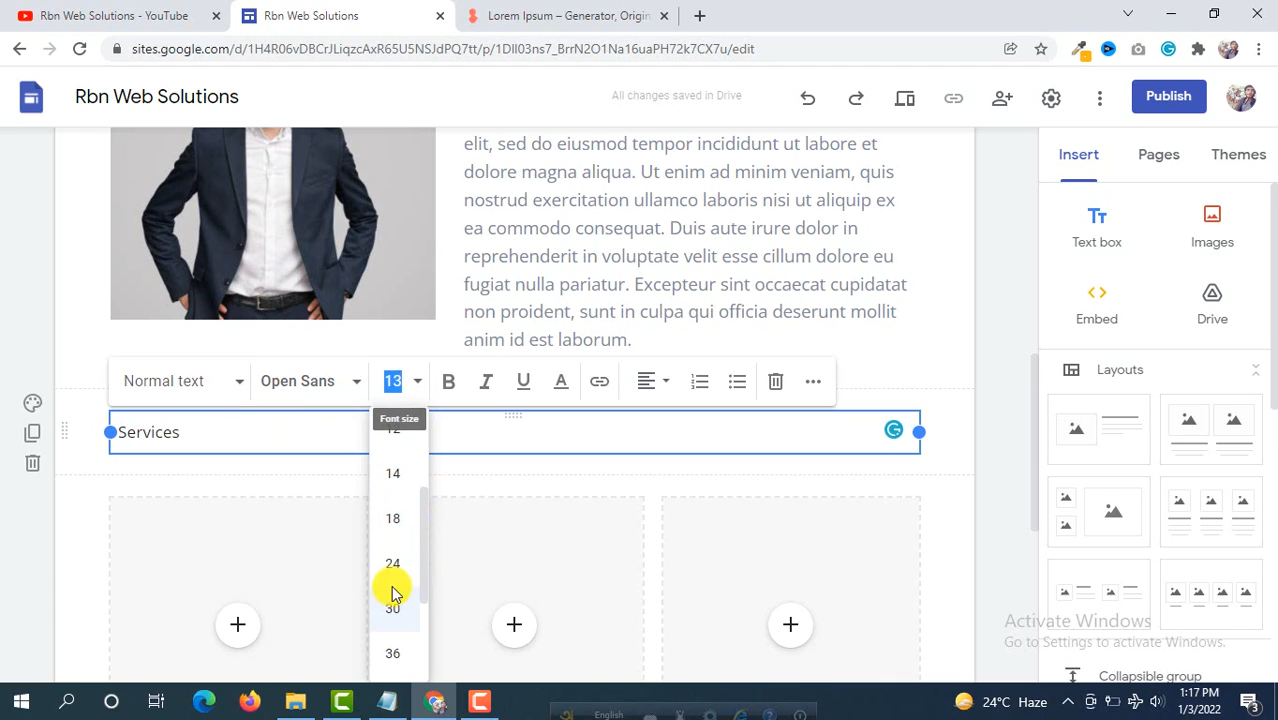 Rbn Web Solutions - YouTube
Rbn Web Solutions
Lorem Ipsum – Generator, Origin
sites.google.com/d/1H4R06vDBCrJLiqzcAxR65U5NSJdPQ7tt/p/1DlI03ns7_BrrN2O1Na16uaPH72k7CX7u/edit
Rbn Web Solutions
All changes saved in Drive
Publish
Insert
Pages
Themes
elit, sed do eiusmod tempor incididunt ut labore et
dolore magna aliqua. Ut enim ad minim veniam, quis
nostrud exercitation ullamco laboris nisi ut aliquip ex
ea commodo consequat. Duis aute irure dolor in
reprehenderit in voluptate velit esse cillum dolore eu
fugiat nulla pariatur. Excepteur sint occaecat cupidatat
non proident, sunt in culpa qui officia deserunt mollit
anim id est laborum.
Text box
Images
Embed
Drive
Layouts
Normal text
Open Sans
13
B I U A
Font size
Services
12
14
18
24
30
36
Activate Windows
Go to Settings to activate Windows.
Collapsible group
English
24°C Haze
1:17 PM
1/3/2022
3